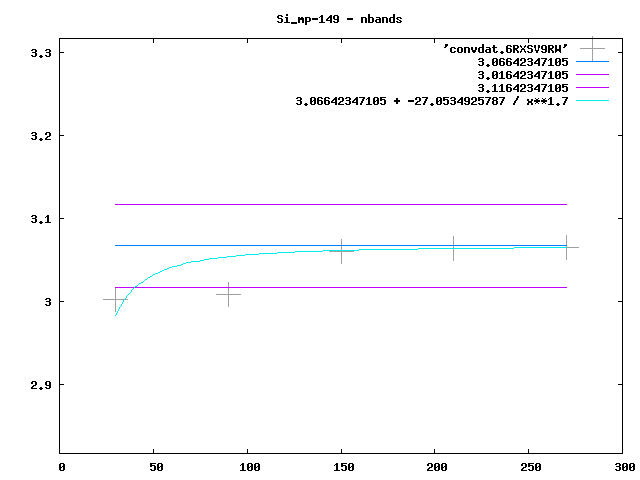 Si_mp-149 - nbands
'convdat.6RXSV9RW'
3.06642347105
3.01642347105
3.11642347105
3.06642347105 + -27.0534925787 / x**1.7
3.3
3.2
3.1
3
2.9
0 50 100 150 200 250 300